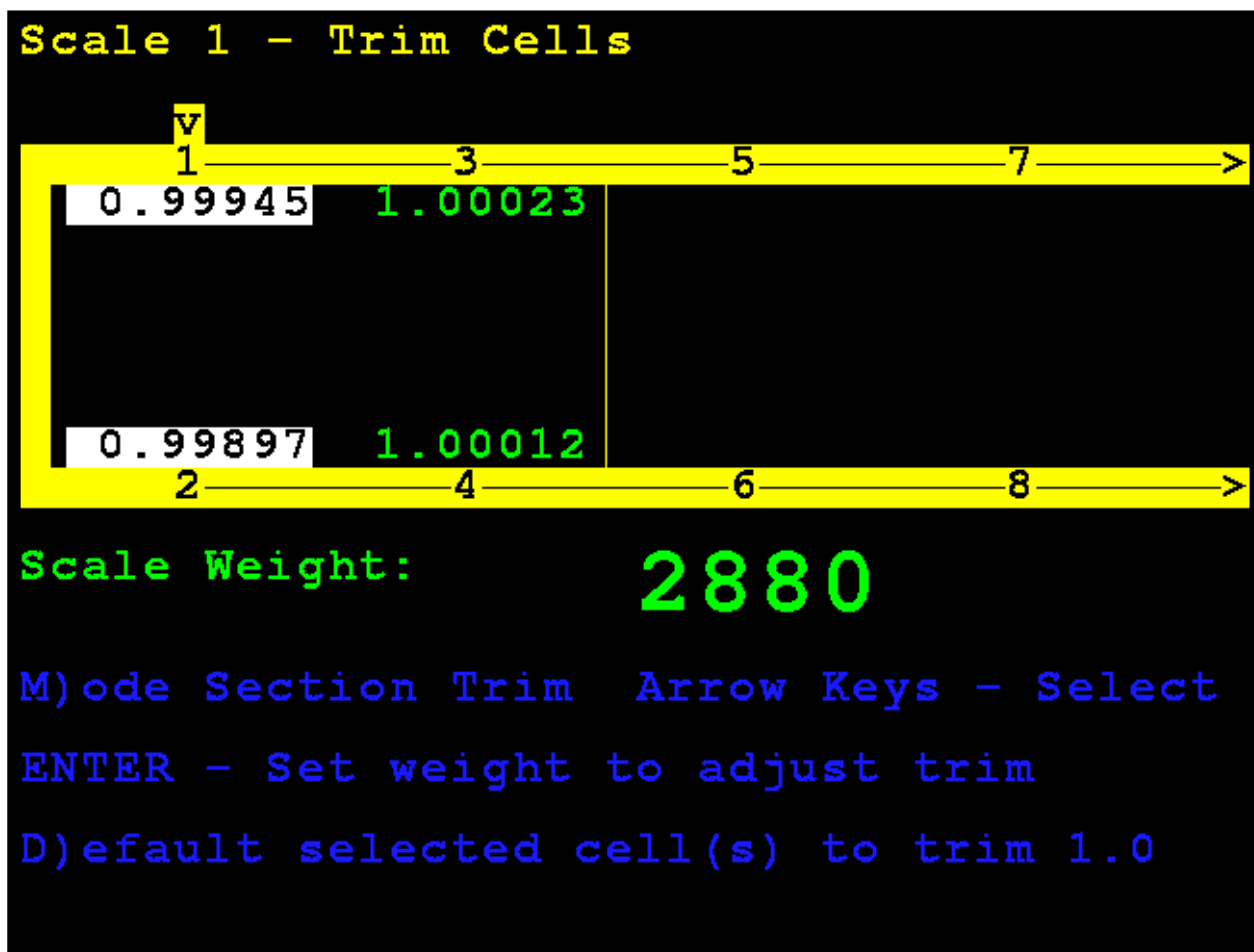 Scale 1 - Trim Cells
v
1 3 5 7 >
0.99945 1.00023
0.99897 1.00012
2 4 6 8 >
Scale Weight: 2880
M)ode Section Trim Arrow Keys - Select
ENTER - Set weight to adjust trim
D)efault selected cell(s) to trim 1.0